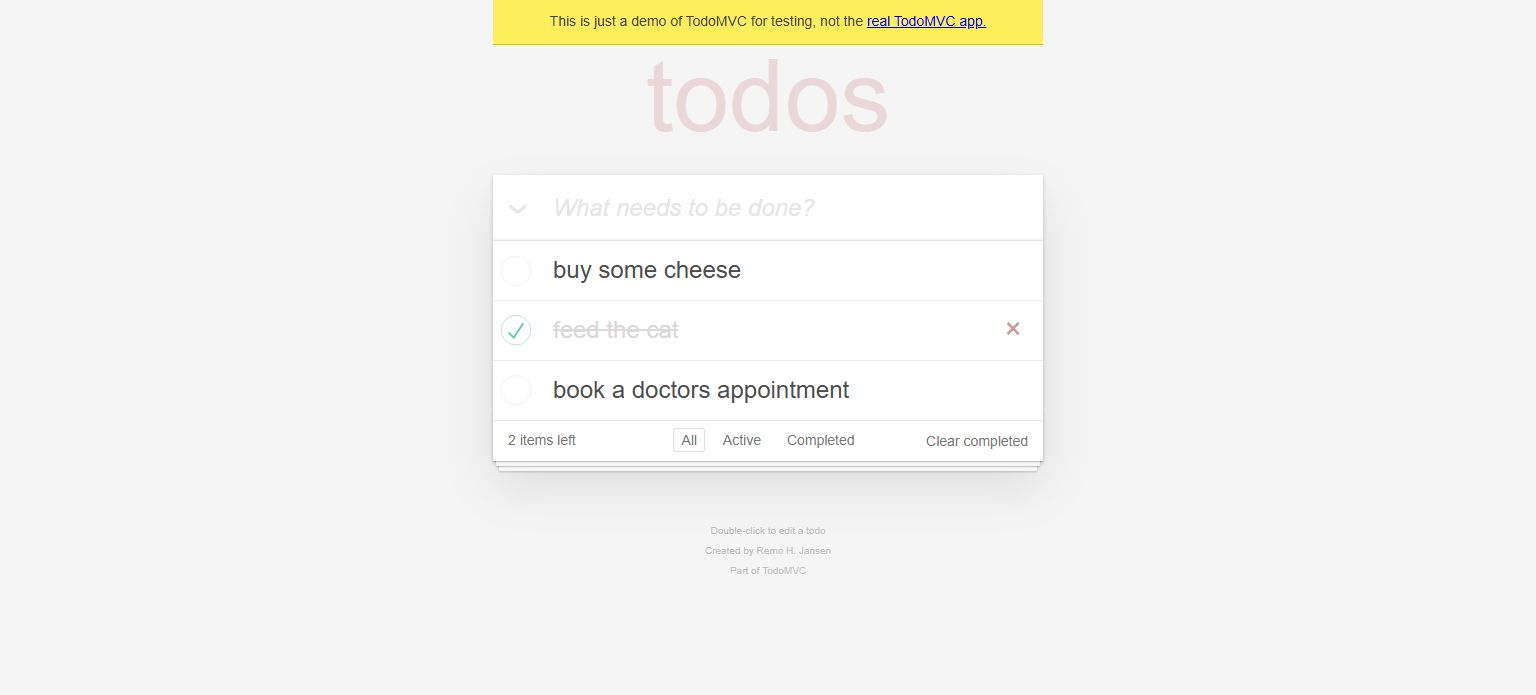 This is just a demo of TodoMVC for testing, not the real TodoMVC app.
todos
What needs to be done?
buy some cheese
feed the cat
book a doctors appointment
2 items left All Active Completed Clear completed
Double-click to edit a todo
Created by Remo H. Jansen
Part of TodoMVC